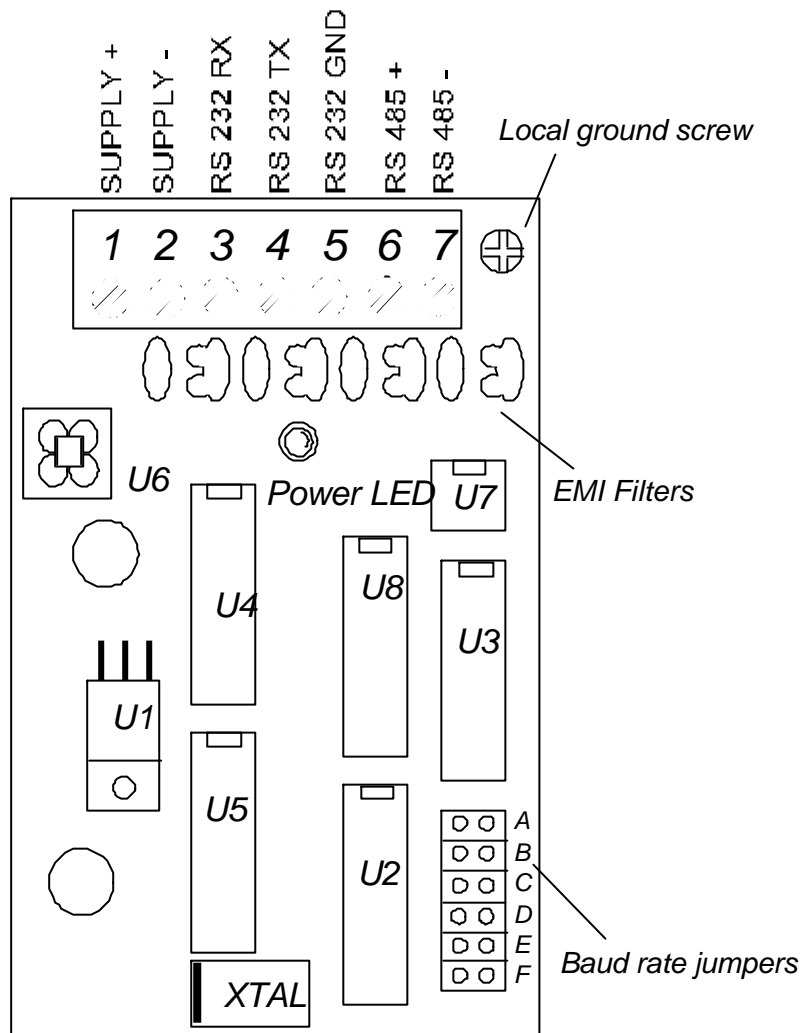 SUPPLY +
SUPPLY -
RS 232 RX
RS 232 TX
RS 232 GND
RS 485 +
RS 485 -
Local ground screw
1 2 3 4 5 6 7
EMI Filters
U6
Power LED
U7
U4
U8
U3
U1
U5
U2
A
B
C
D
E
F
Baud rate jumpers
XTAL